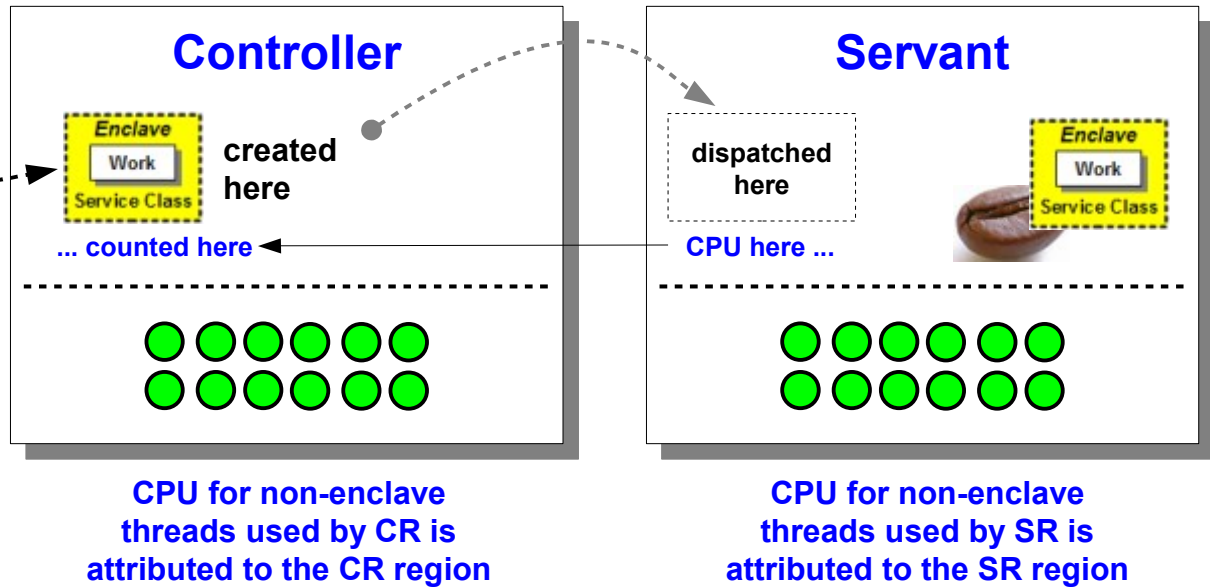 Controller
Enclave
Work
Service Class
created
here
... counted here
CPU for non-enclave
threads used by CR is
attributed to the CR region
Servant
dispatched
here
Enclave
Work
Service Class
CPU here ...
CPU for non-enclave
threads used by SR is
attributed to the SR region